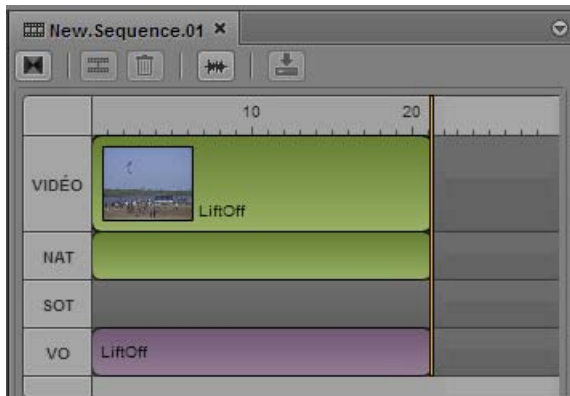 New.Sequence.01 ×
10 20
VIDÉO
LiftOff
NAT
SOT
VO LiftOff